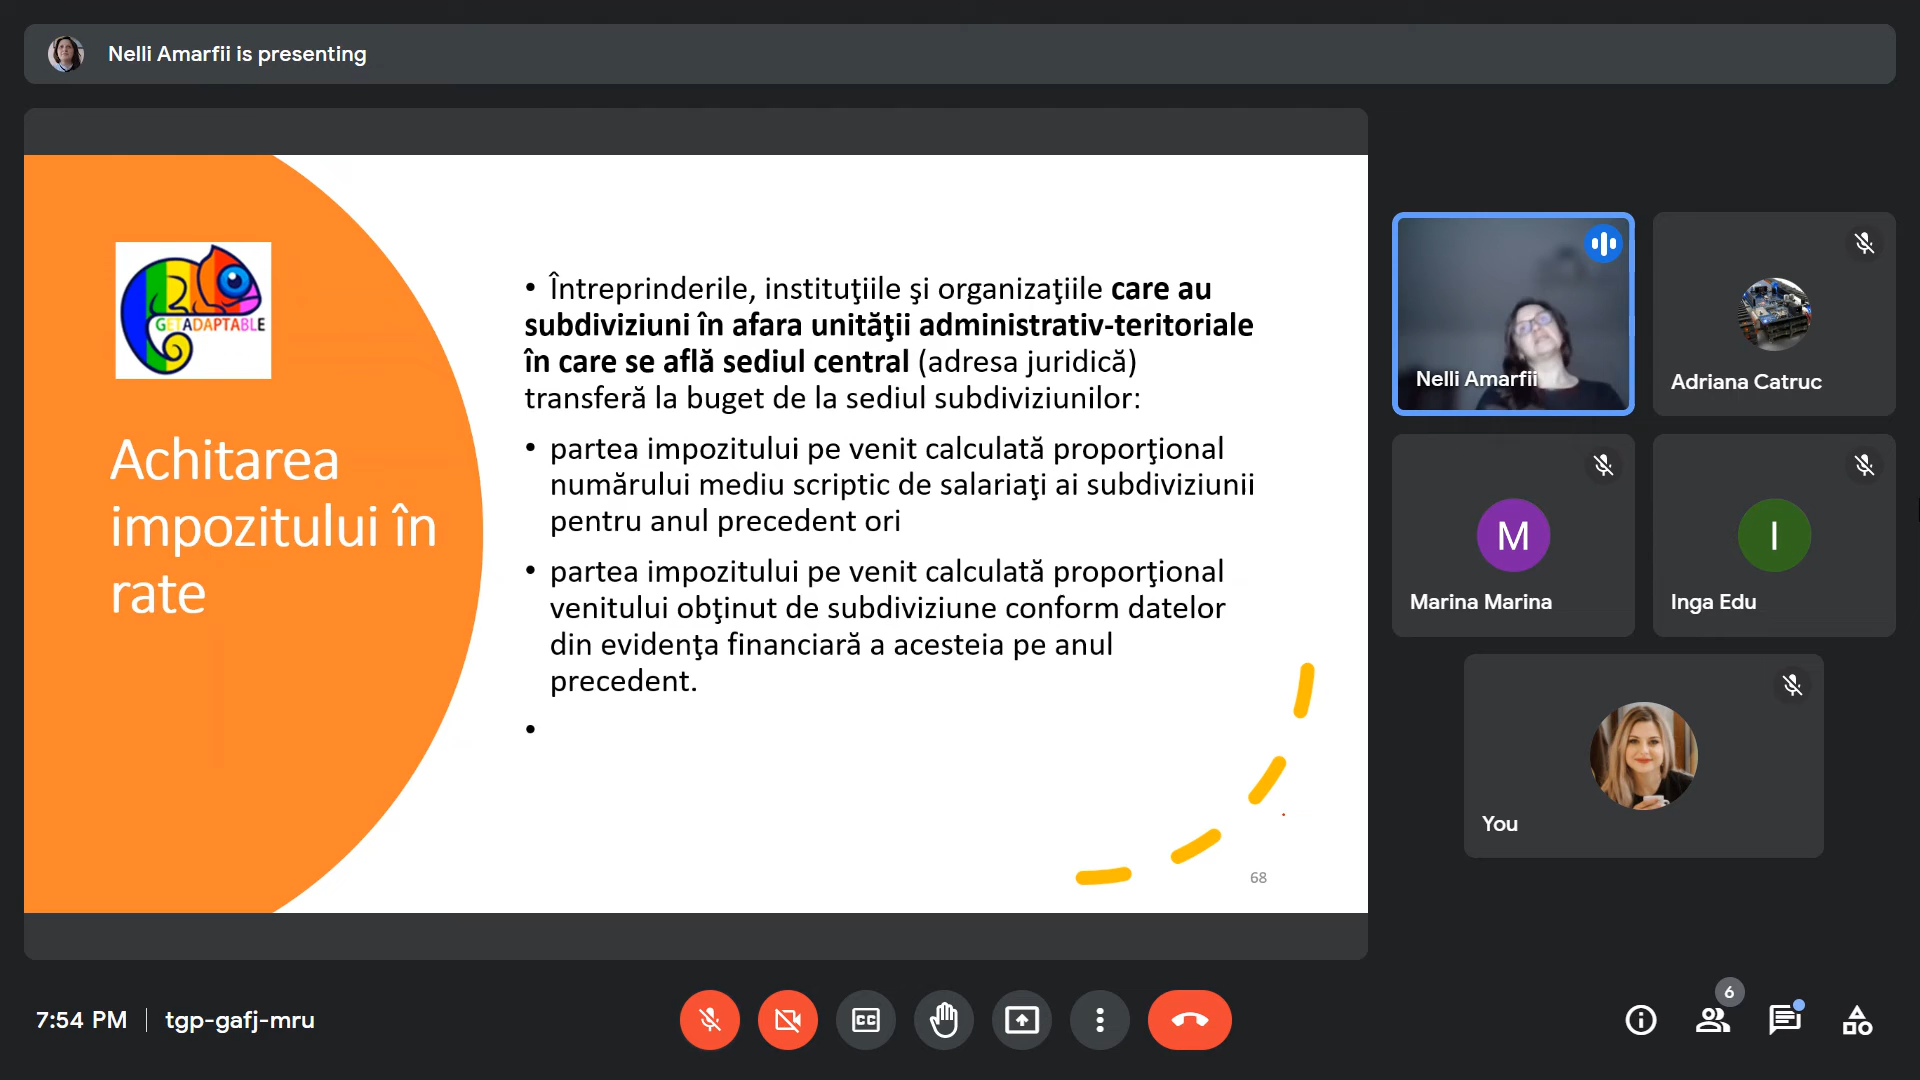 Nelli Amarfii is presenting
GETADAPTABLE
Achitarea
impozitului în
rate
• Întreprinderile, instituţiile şi organizaţiile care au
subdiviziuni în afara unităţii administrativ-teritoriale
în care se află sediul central (adresa juridică)
transferă la buget de la sediul subdiviziunilor:
• partea impozitului pe venit calculată proporţional
numărului mediu scriptic de salariaţi ai subdiviziunii
pentru anul precedent ori
• partea impozitului pe venit calculată proporţional
venitului obţinut de subdiviziune conform datelor
din evidenţa financiară a acesteia pe anul
precedent.
•
68
Nelli Amarfii
Adriana Catruc
M
Marina Marina
I
Inga Edu
You
7:54 PM
tgp-gafj-mru
CC
6